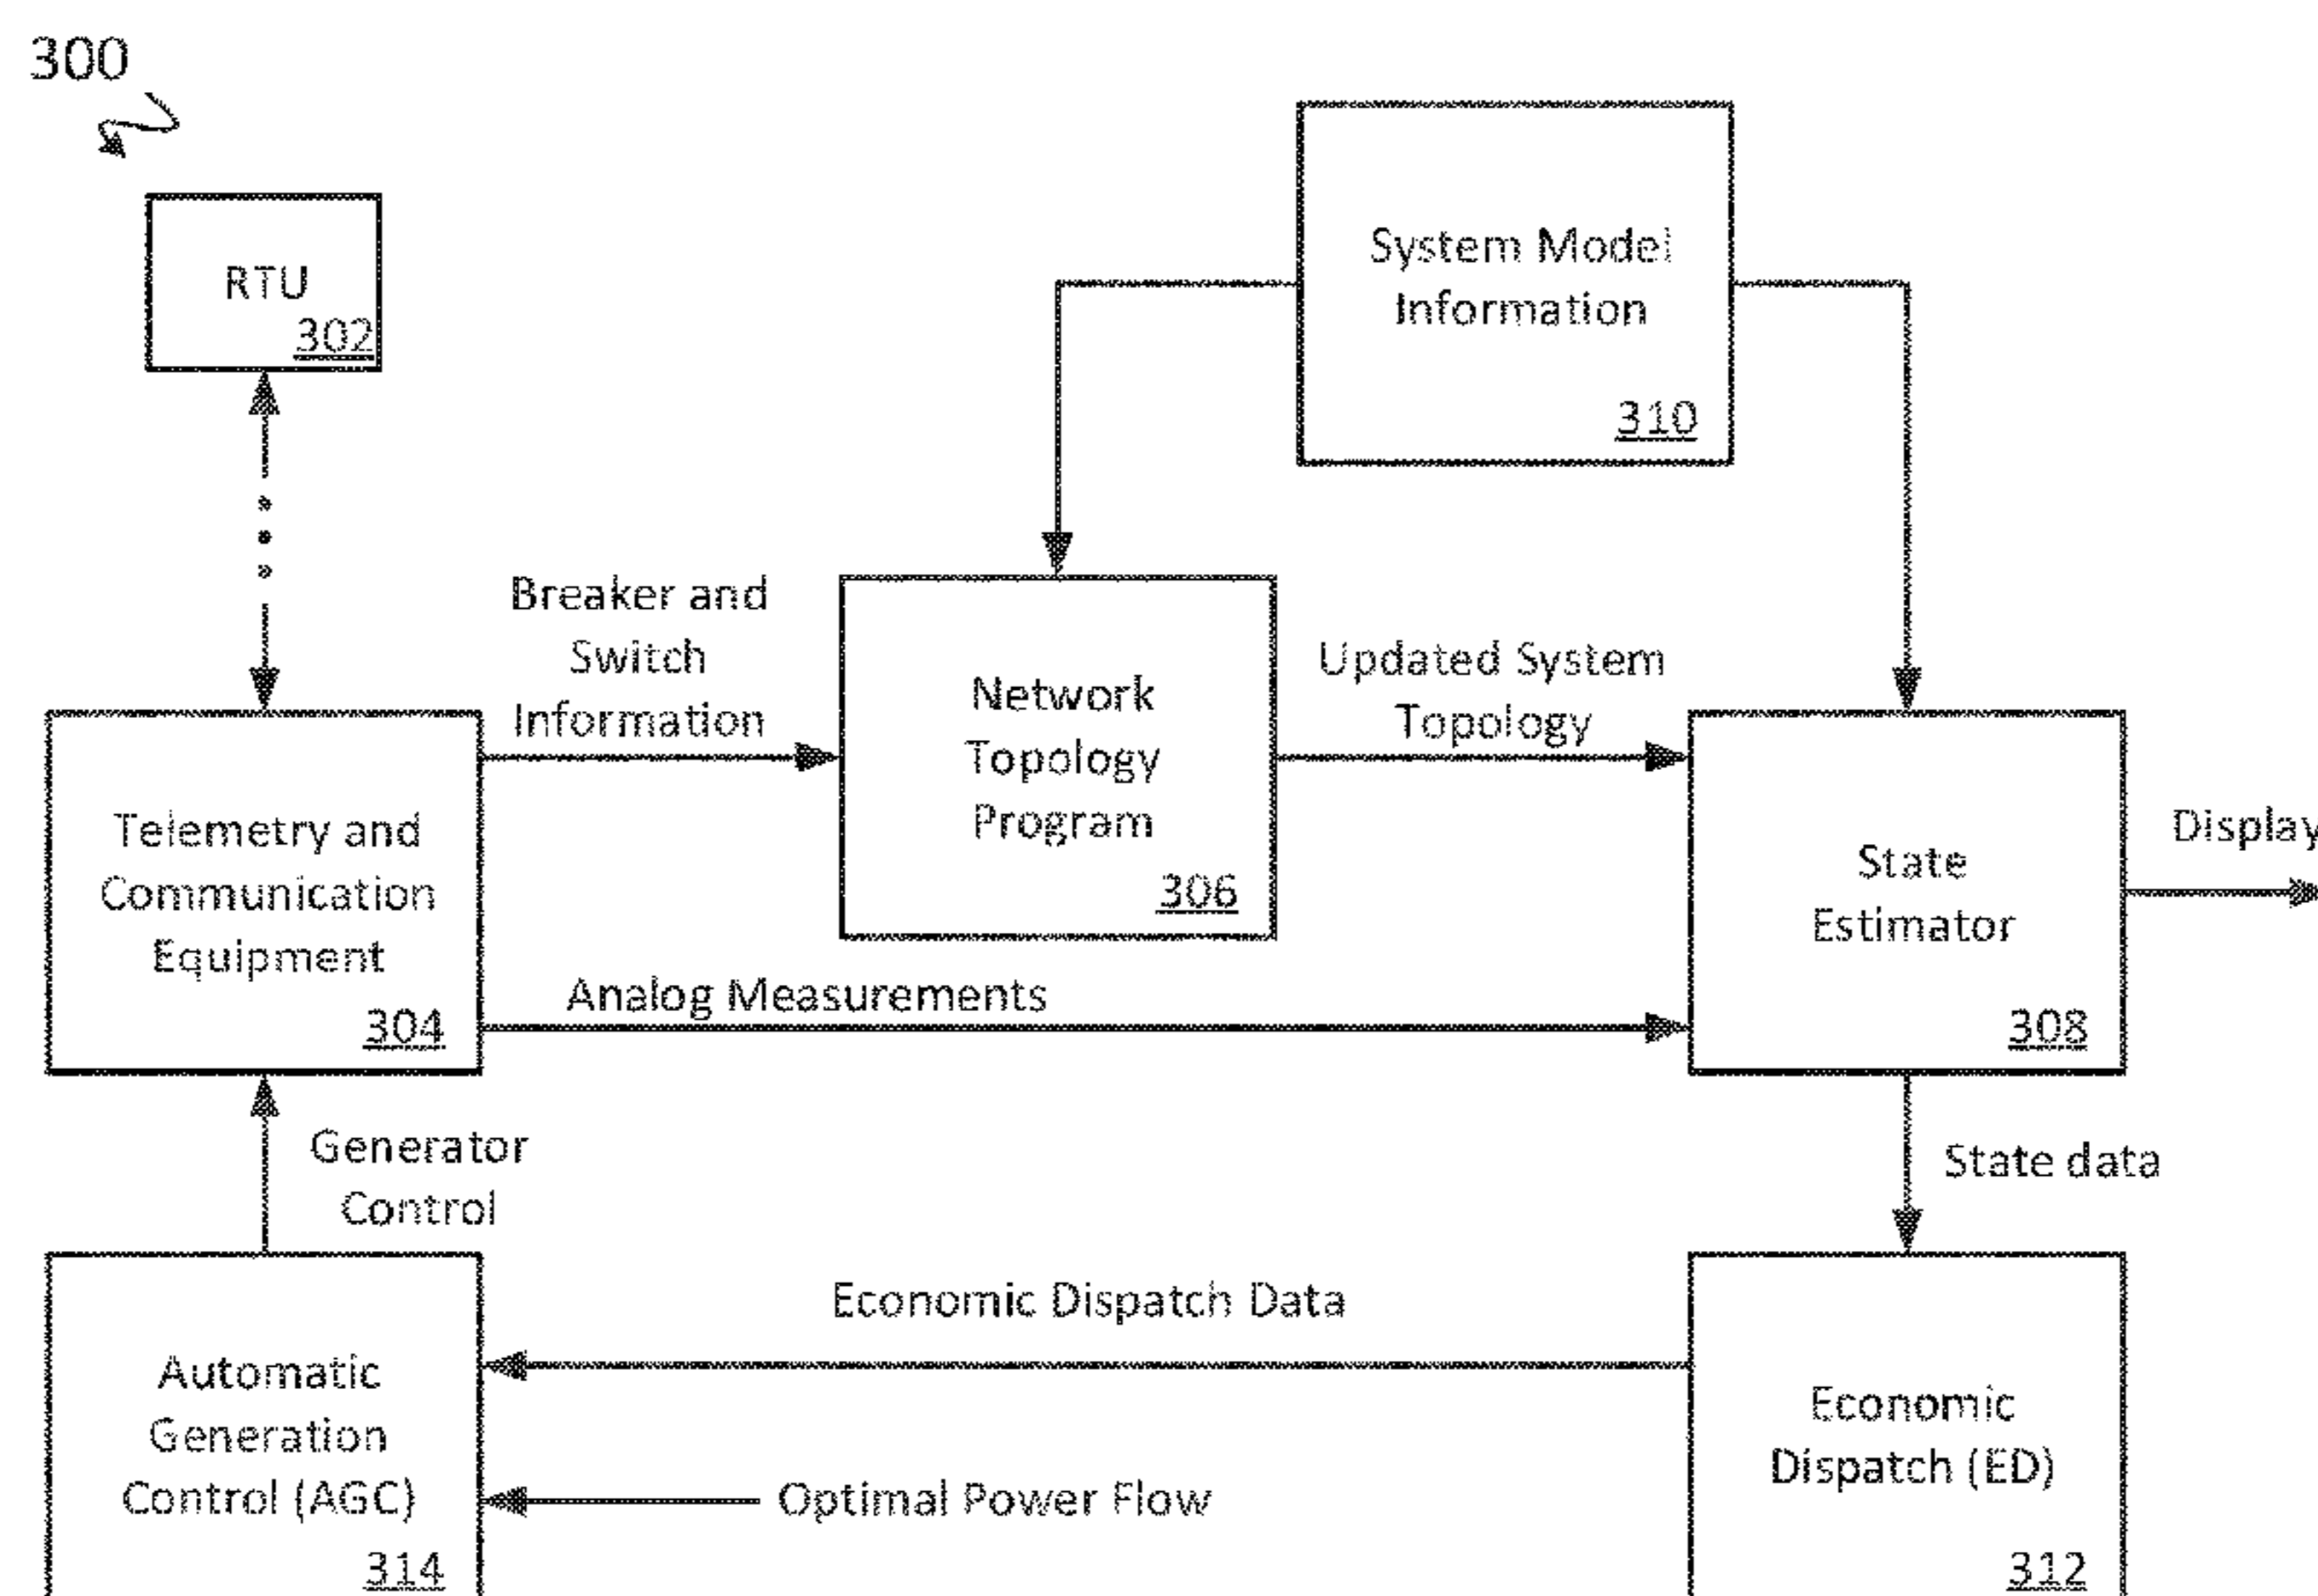 300
RTU
302
System Model
Information
310
Breaker and
Switch
Information
Network
Topology
Program
306
Updated System
Topology
Telemetry and
Communication
Equipment
304
Analog Measurements
State
Estimator
308
Display
Generator
Control
State data
Automatic
Generation
Control (AGC)
314
Economic Dispatch Data
Optimal Power Flow
Economic
Dispatch (ED)
312